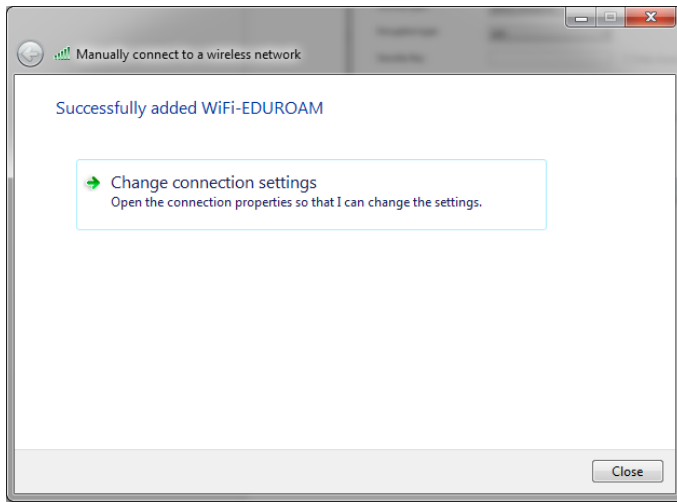 Manually connect to a wireless network
Successfully added WiFi-EDUROAM
Change connection settings
Open the connection properties so that I can change the settings.
Close